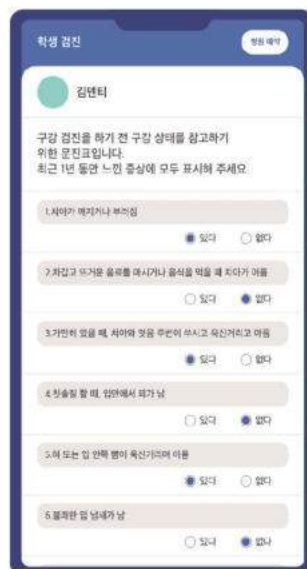 학생 검진
병원 예약
김덴티
구강 검진을 하기 전 구강 상태를 참고하기
위한 문진표입니다.
최근 1년 동안 느낀 증상에 모두 표시해 주세요
1.치아가 깨지거나 부러짐
있다 없다
2.차갑고 뜨거운 음료를 마시거나 음식을 먹을 때 치아가 아픔
있다 없다
3.가만히 있을 때, 치아와 잇몸 주변이 쑤시고 욱신거리고 아픔
있다 없다
4.칫솔질 할 때, 입안에서 피가 남
있다 없다
5.혀 또는 입 안쪽 뺨이 욱신거리며 아픔
있다 없다
6.불쾌한 입 냄새가 남
있다 없다